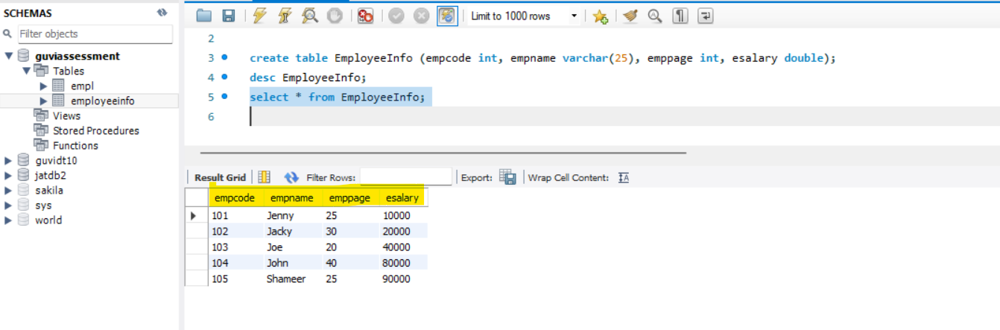 SCHEMAS
Filter objects
guviassessment
Tables
empl
employeeinfo
Views
Stored Procedures
Functions
guvidt10
jatdb2
sakila
sys
world
Limit to 1000 rows
2
3 create table EmployeeInfo (empcode int, empname varchar(25), emppage int, esalary double);
4 desc EmployeeInfo;
5 select * from EmployeeInfo;
6
Result Grid Filter Rows: Export: Wrap Cell Content: IA
empcode empname emppage esalary
101 Jenny 25 10000
102 Jacky 30 20000
103 Joe 20 40000
104 John 40 80000
105 Shameer 25 90000